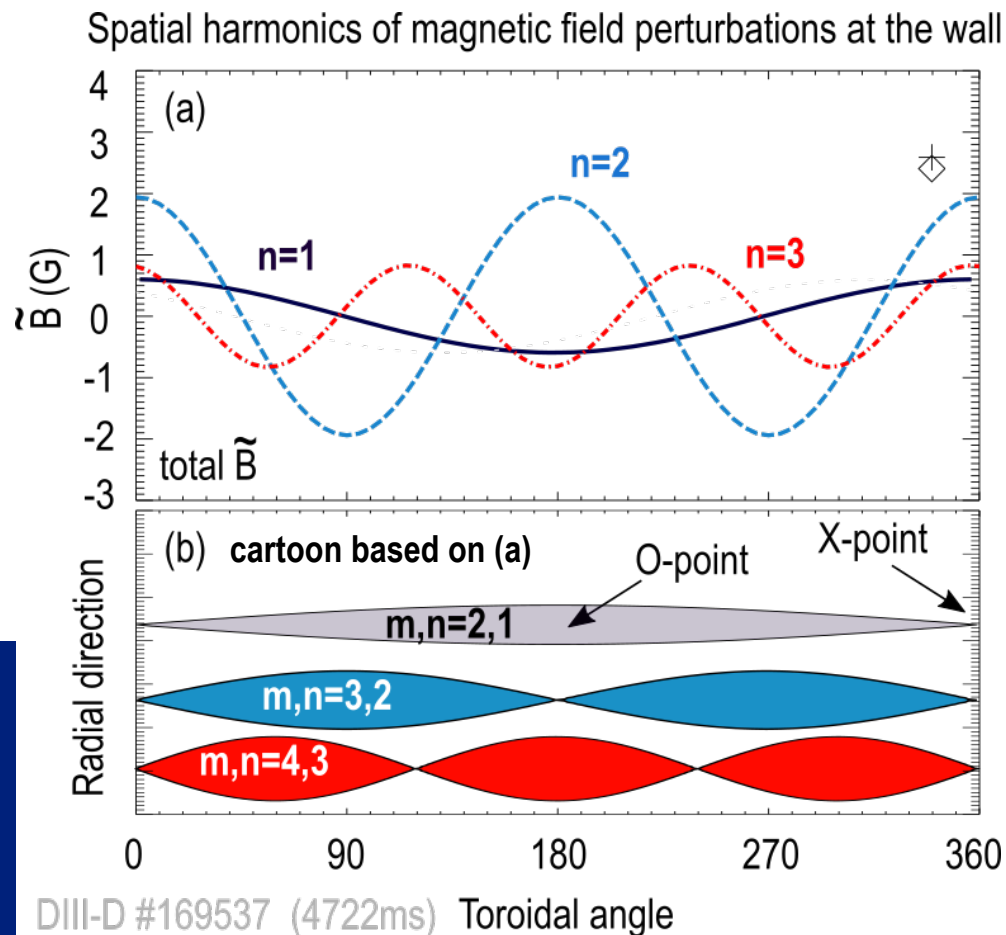 Spatial harmonics of magnetic field perturbations at the wall
(a)
4
3
2
1
0
-1
-2
-3
B̃ (G)
n=1
n=2
n=3
total B̃
(b) cartoon based on (a)
X-point
O-point
m,n=2,1
m,n=3,2
m,n=4,3
Radial direction
0 90 180 270 360
DIII-D #169537 (4722ms) Toroidal angle